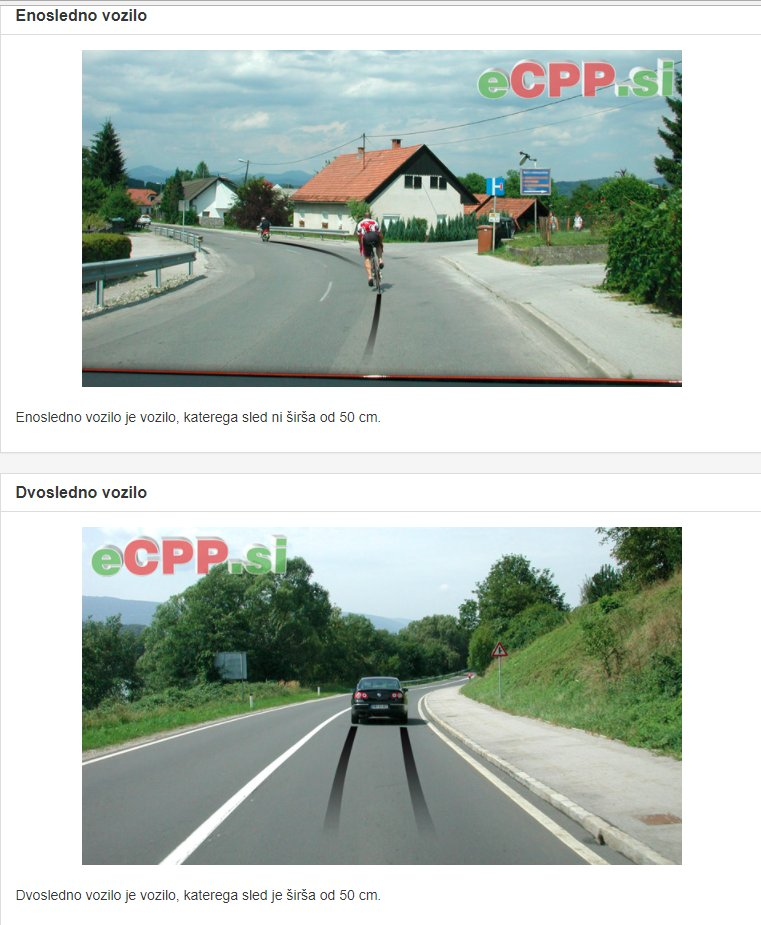 Enosledno vozilo
eCPP.si
Enosledno vozilo je vozilo, katerega sled ni širša od 50 cm.
Dvosledno vozilo
eCPP.si
Dvosledno vozilo je vozilo, katerega sled je širša od 50 cm.